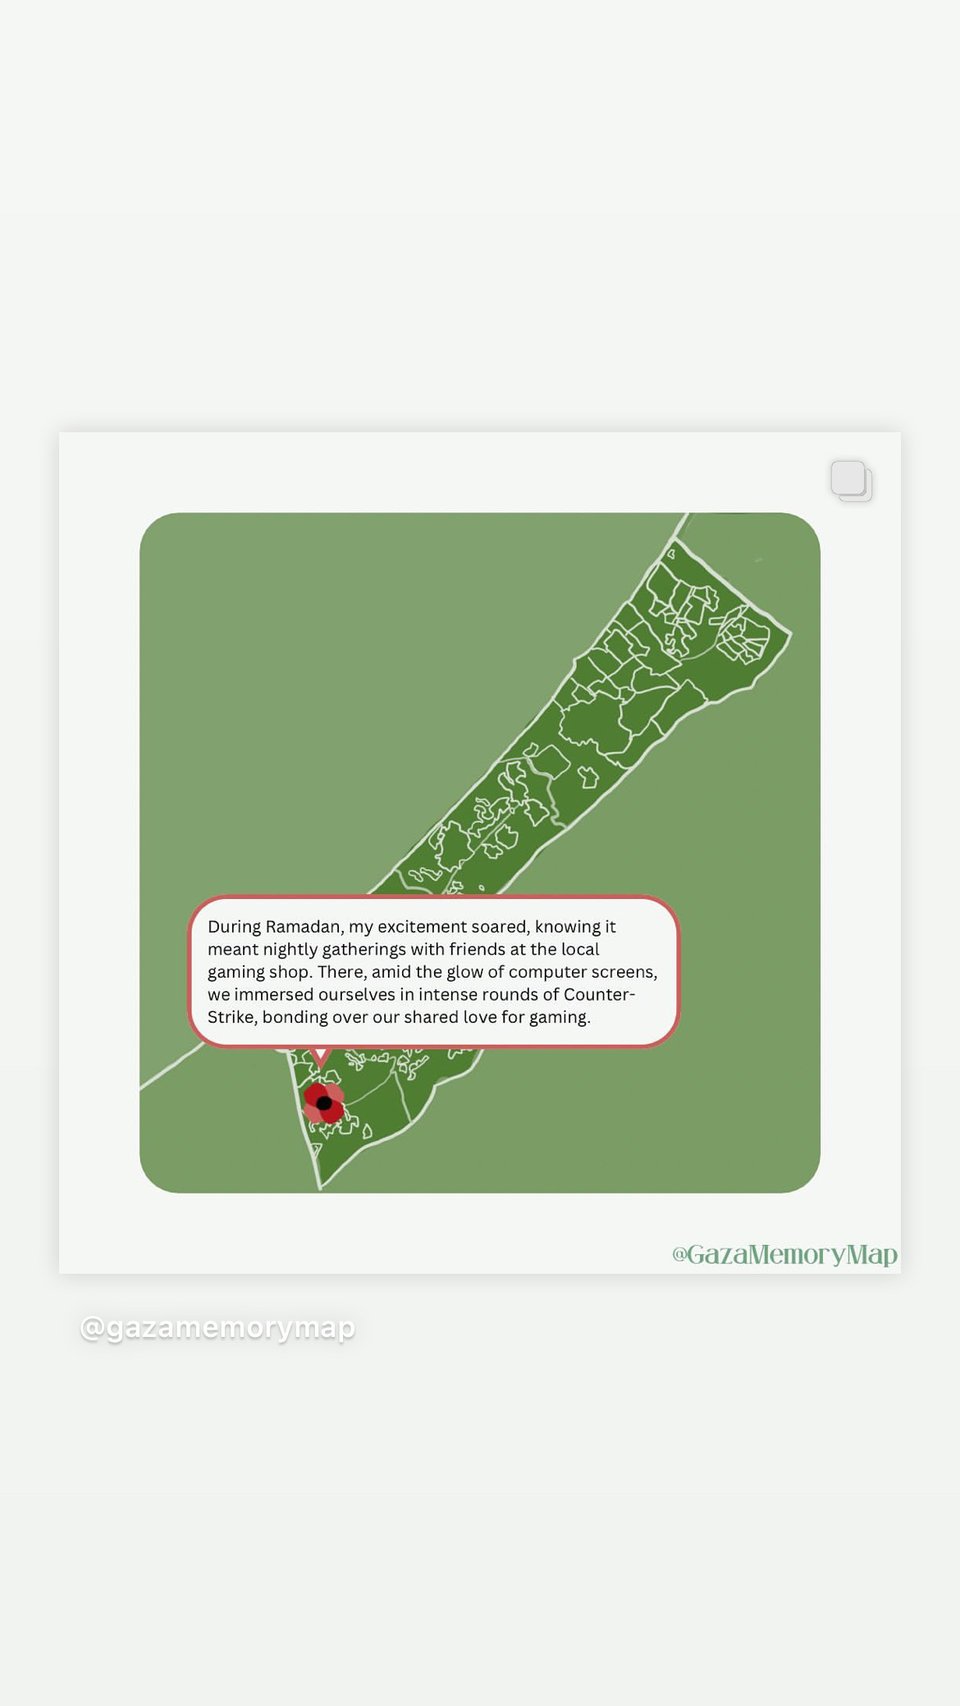 During Ramadan, my excitement soared, knowing it
meant nightly gatherings with friends at the local
gaming shop. There, amid the glow of computer screens,
we immersed ourselves in intense rounds of Counter-
Strike, bonding over our shared love for gaming.
@GazaMemoryMap
@gazamemorymap